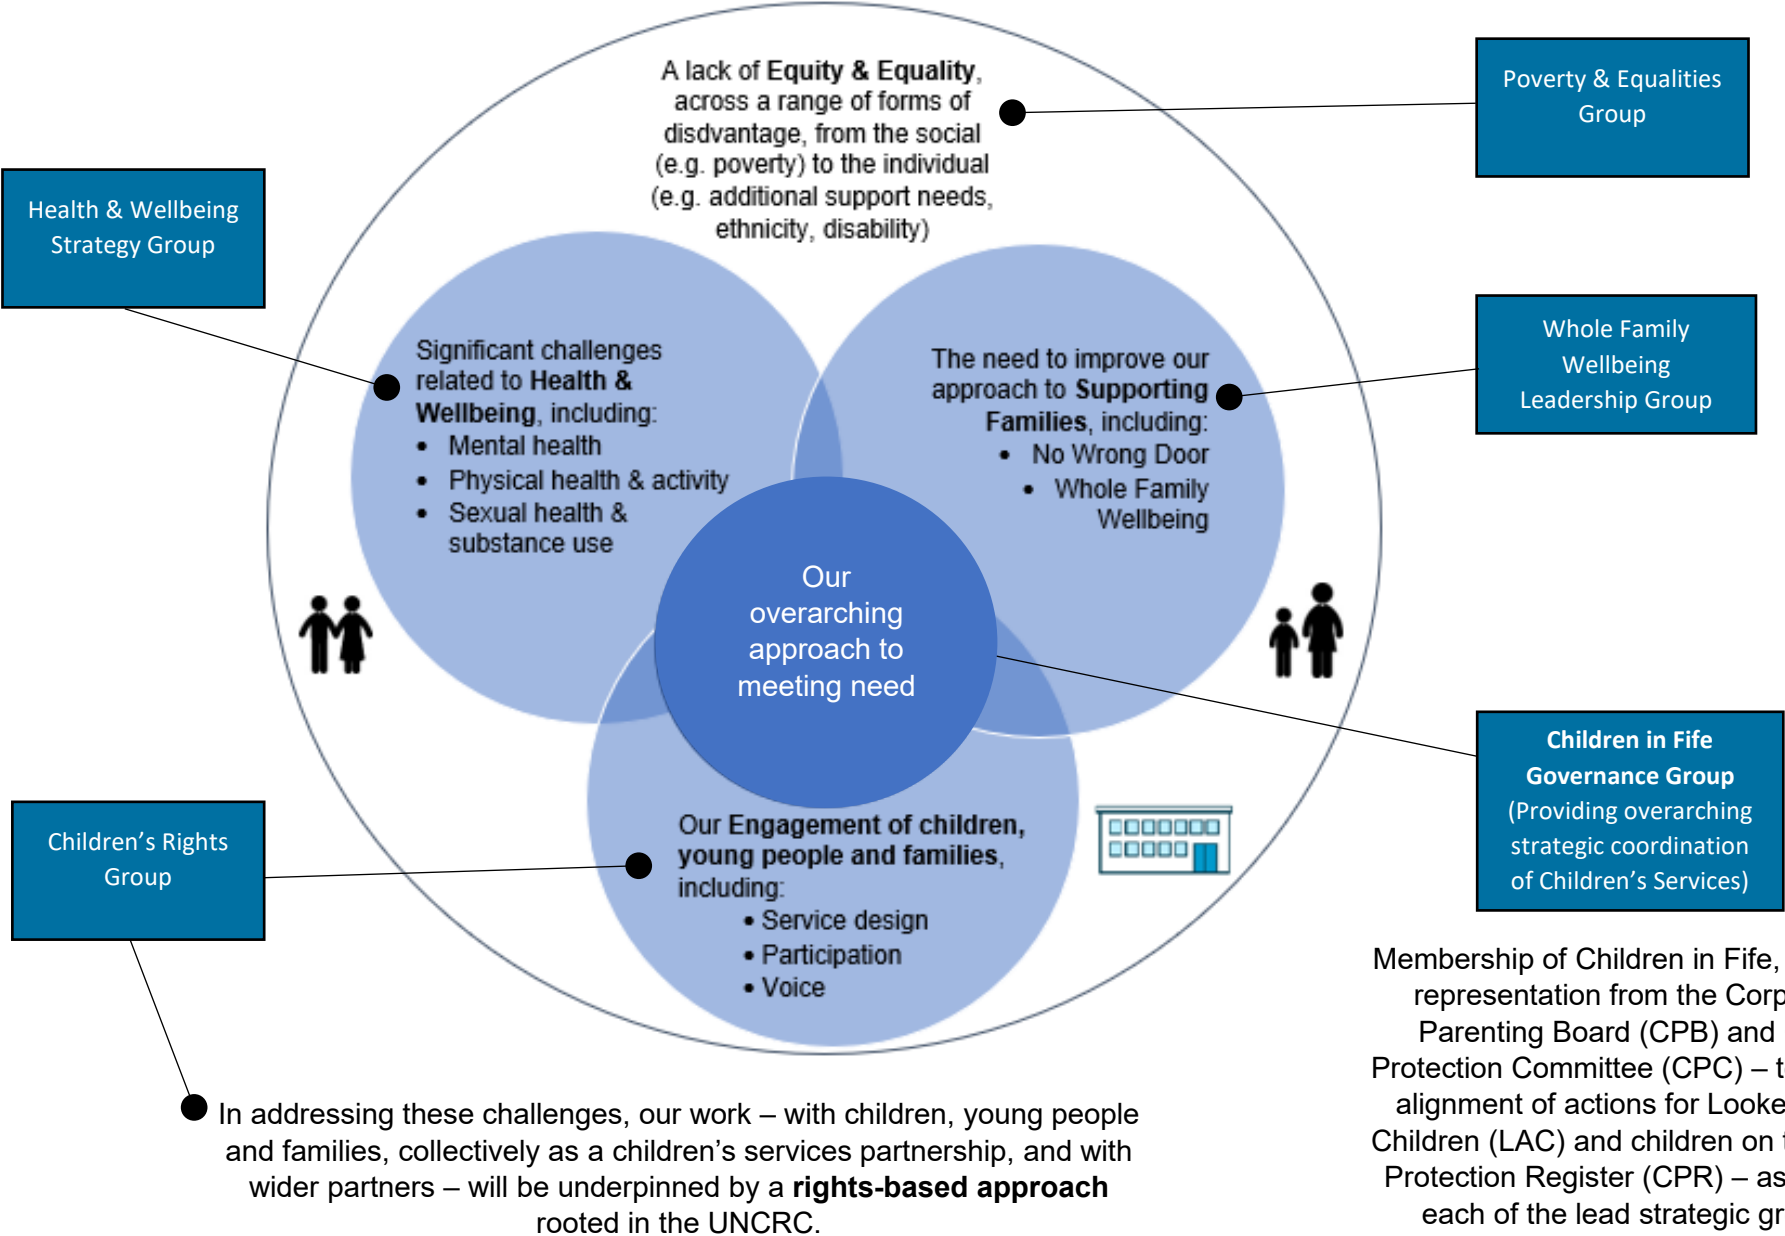 A lack of Equity & Equality,
across a range of forms of
disdvantage, from the social
(e.g. poverty) to the individual
(e.g. additional support needs,
ethnicity, disability)
Poverty & Equalities
Group
Health & Wellbeing
Strategy Group
Significant challenges
related to Health &
Wellbeing, including:
• Mental health
• Physical health & activity
• Sexual health &
substance use
The need to improve our
approach to Supporting
Families, including:
• No Wrong Door
• Whole Family
Wellbeing
Whole Family
Wellbeing
Leadership Group
Our
overarching
approach to
meeting need
Children in Fife
Governance Group
(Providing overarching
strategic coordination
of Children's Services)
Children's Rights
Group
Our Engagement of children,
young people and families,
including:
• Service design
• Participation
• Voice
Membership of Children in Fife,
representation from the Corp
Parenting Board (CPB) and
Protection Committee (CPC) – t
alignment of actions for Looke
Children (LAC) and children on t
Protection Register (CPR) – as
each of the lead strategic gr
In addressing these challenges, our work – with children, young people
and families, collectively as a children's services partnership, and with
wider partners – will be underpinned by a rights-based approach
rooted in the UNCRC.